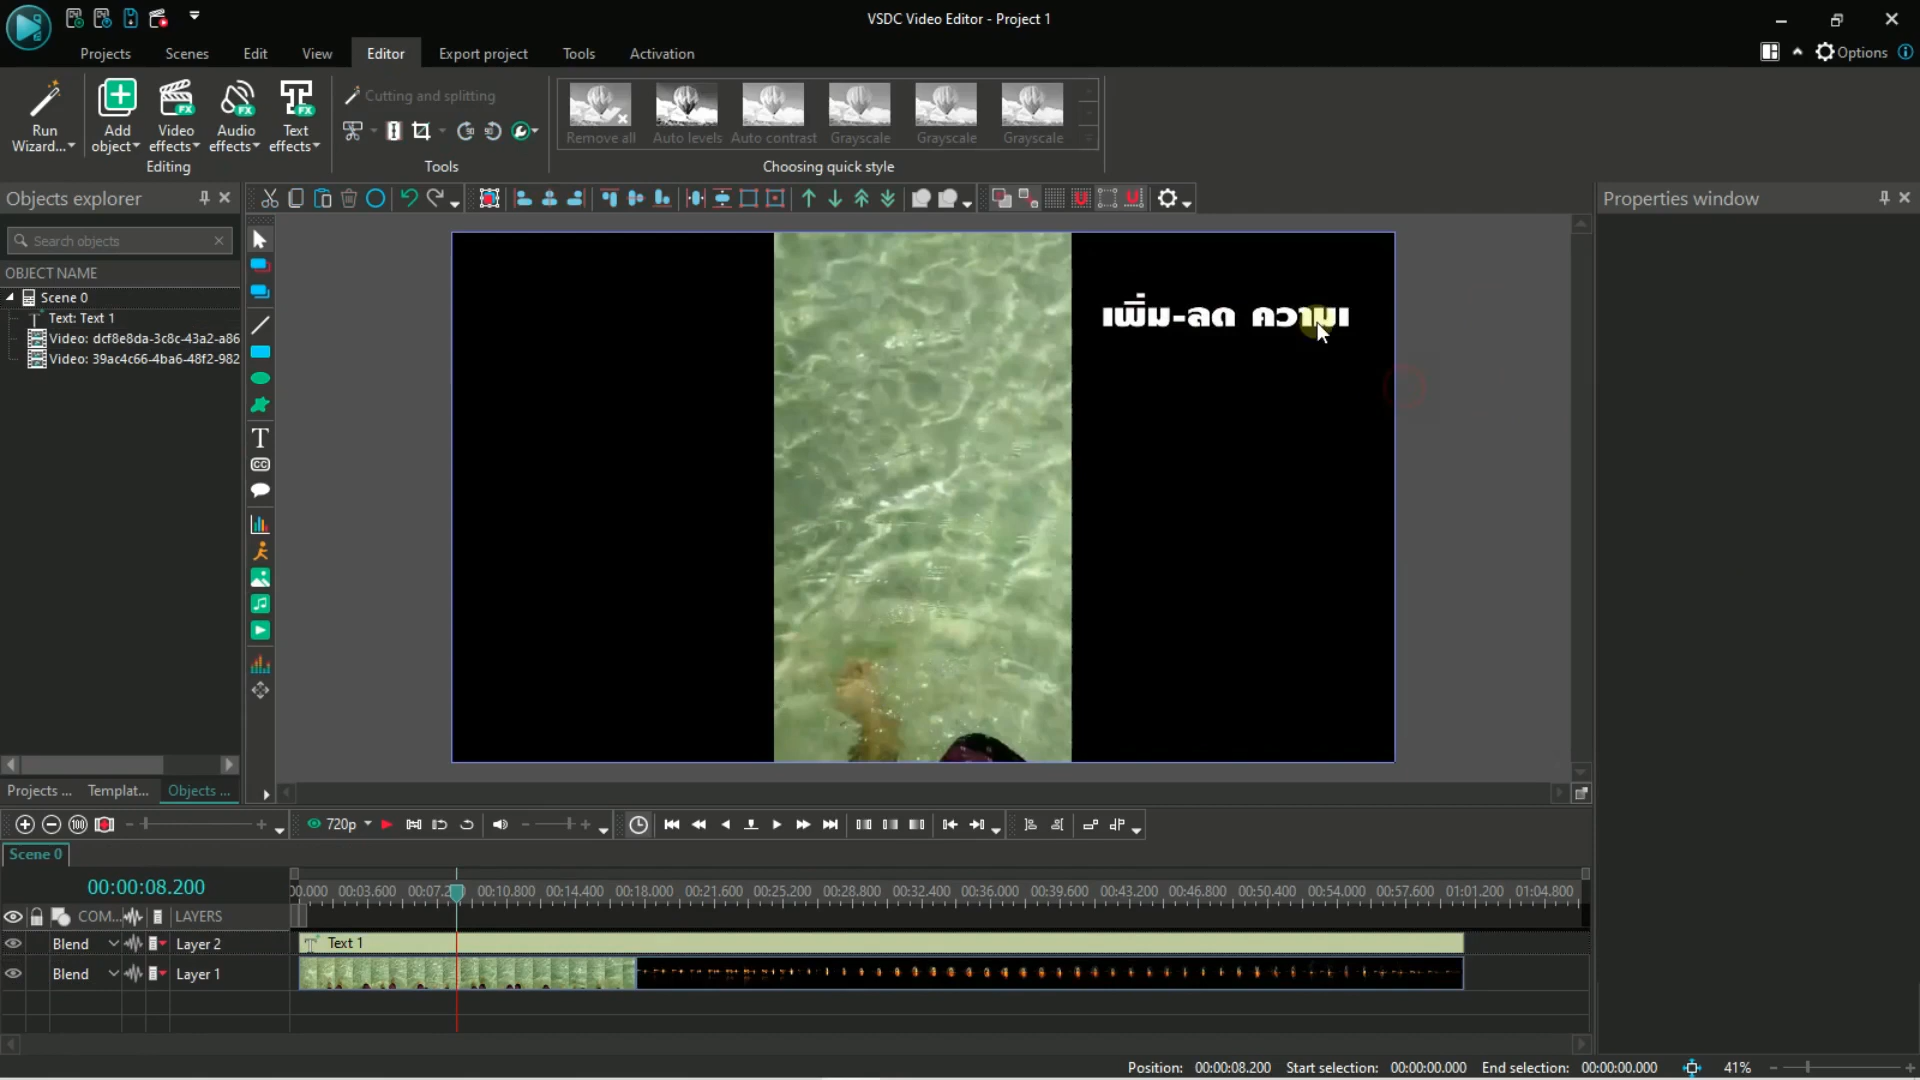 VSDC Video Editor - Project 1
Projects Scenes Edit View Editor Export project Tools Activation
Options
Run Wizard...
Add object
Video effects
Audio effects
Text effects
Editing
Cutting and splitting
Tools
Remove all
Auto levels
Auto contrast
Grayscale
Grayscale
Grayscale
Choosing quick style
Objects explorer
Search objects
OBJECT NAME
Scene 0
Text: Text 1
Video: dcf8e8da-3c8c-43a2-a86
Video: 39ac4c66-4ba6-48f2-982
Projects ... Templat... Objects ...
เพิ่ม-ลด ความเ
Properties window
720p
Scene 0
00:00:08.200
00:03.600 00:10.800 00:14.400 00:18.000 00:21.600 00:25.200 00:28.800 00:32.400 00:36.000 00:39.600 00:43.200 00:46.800 00:50.400 00:54.000 00:57.600 01:01.200 01:04.800
COM... LAYERS
Blend Layer 2
Text 1
Blend Layer 1
Position: 00:00:08.200 Start selection: 00:00:00.000 End selection: 00:00:00.000 41%